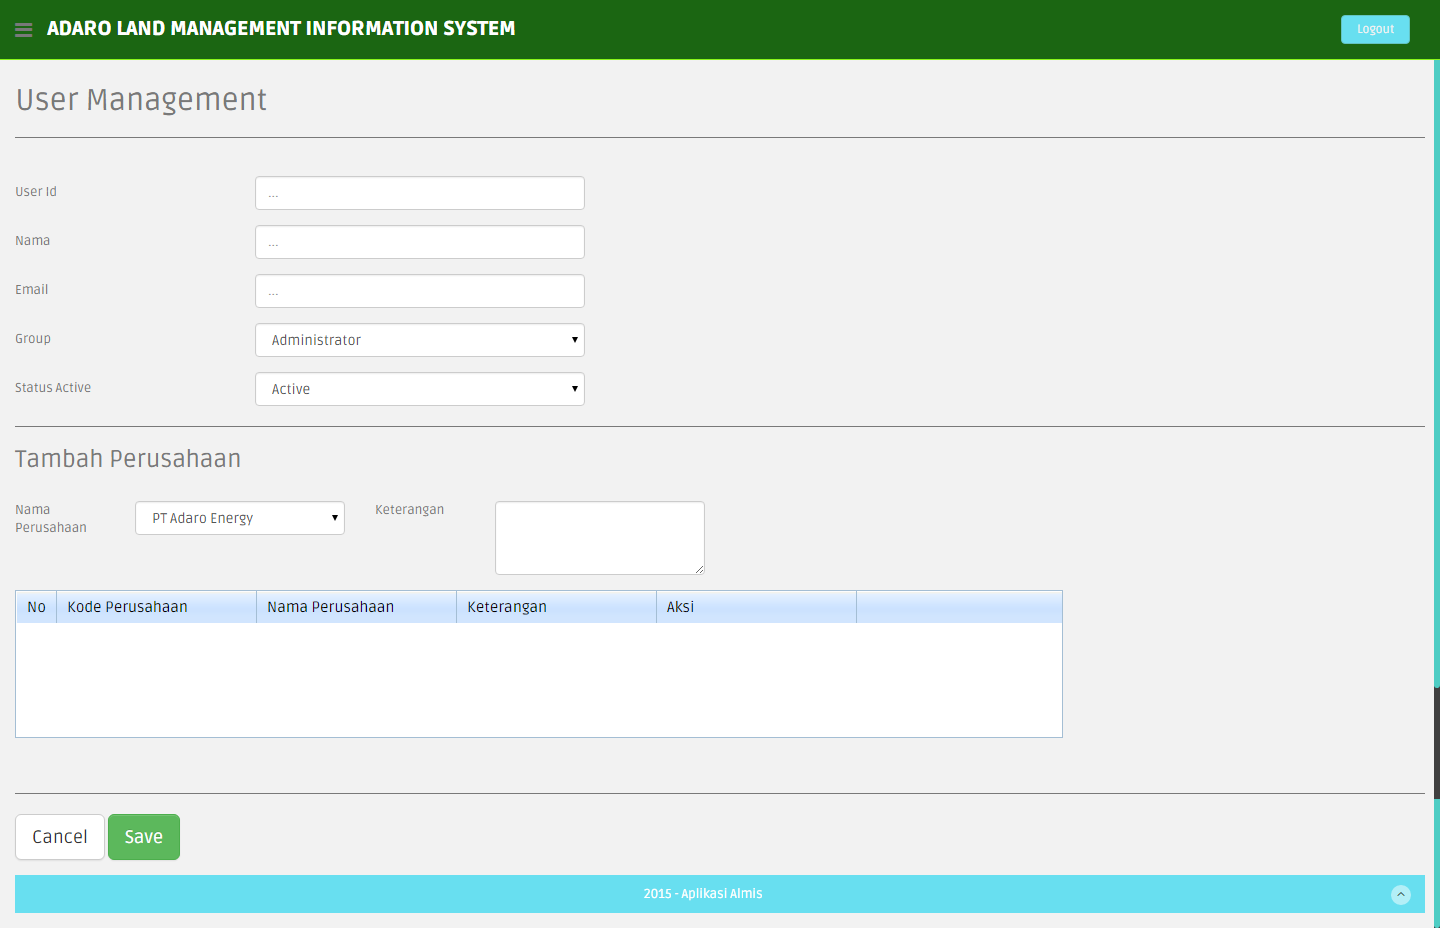 ADARO LAND MANAGEMENT INFORMATION SYSTEM
Logout
User Management
User Id
...
Nama
...
Email
...
Group
Administrator
Status Active
Active
Tambah Perusahaan
Nama
Perusahaan
PT Adaro Energy
Keterangan
No Kode Perusahaan Nama Perusahaan Keterangan Aksi
Cancel Save
2015 - Aplikasi Almis